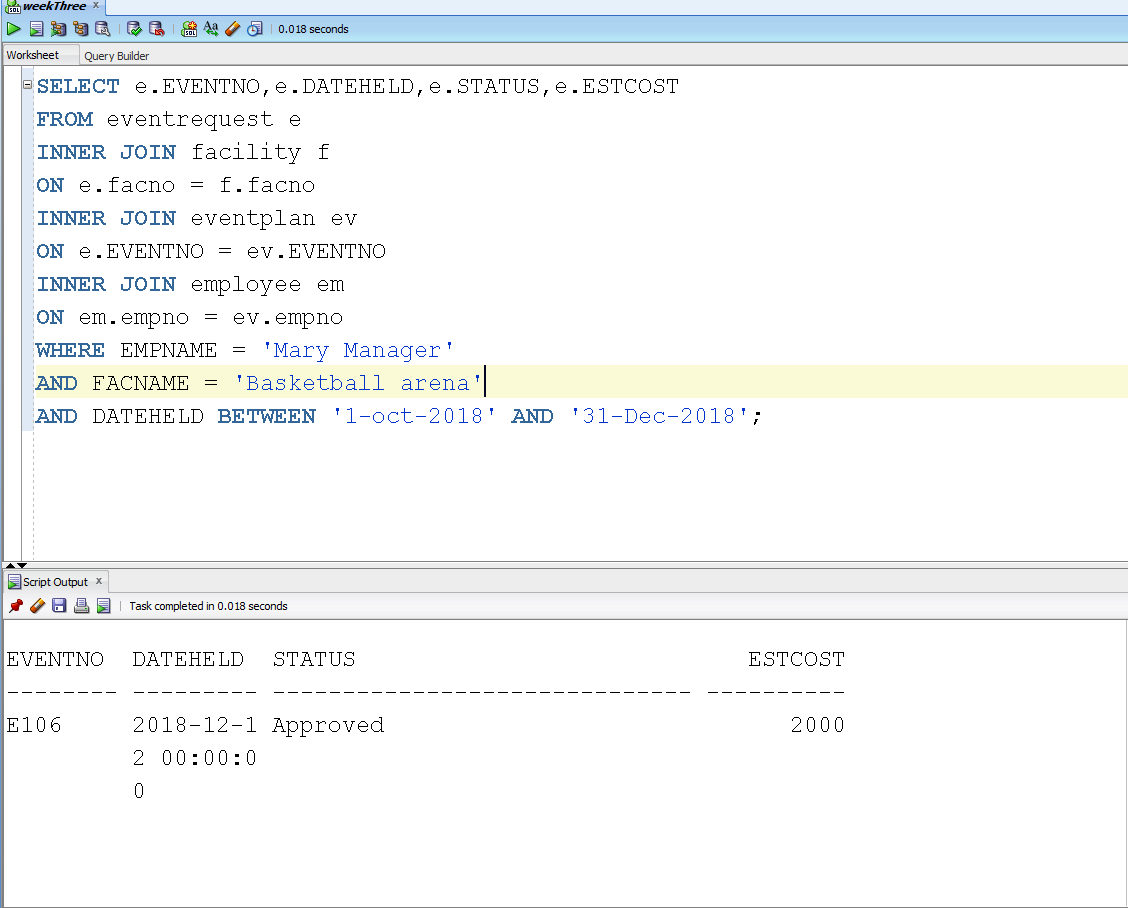 weekThree x
0.018 seconds
Worksheet Query Builder
SELECT e.EVENTNO,e.DATEHELD,e.STATUS,e.ESTCOST
FROM eventrequest e
INNER JOIN facility f
ON e.facno = f.facno
INNER JOIN eventplan ev
ON e.EVENTNO = ev.EVENTNO
INNER JOIN employee em
ON em.empno = ev.empno
WHERE EMPNAME = 'Mary Manager'
AND FACNAME = 'Basketball arena'
AND DATEHELD BETWEEN '1-oct-2018' AND '31-Dec-2018';
Script Output x
Task completed in 0.018 seconds
EVENTNO DATEHELD STATUS ESTCOST
-------- --------- ------------------------------ ----------
E106 2018-12-1 Approved 2000
2 00:00:0
0